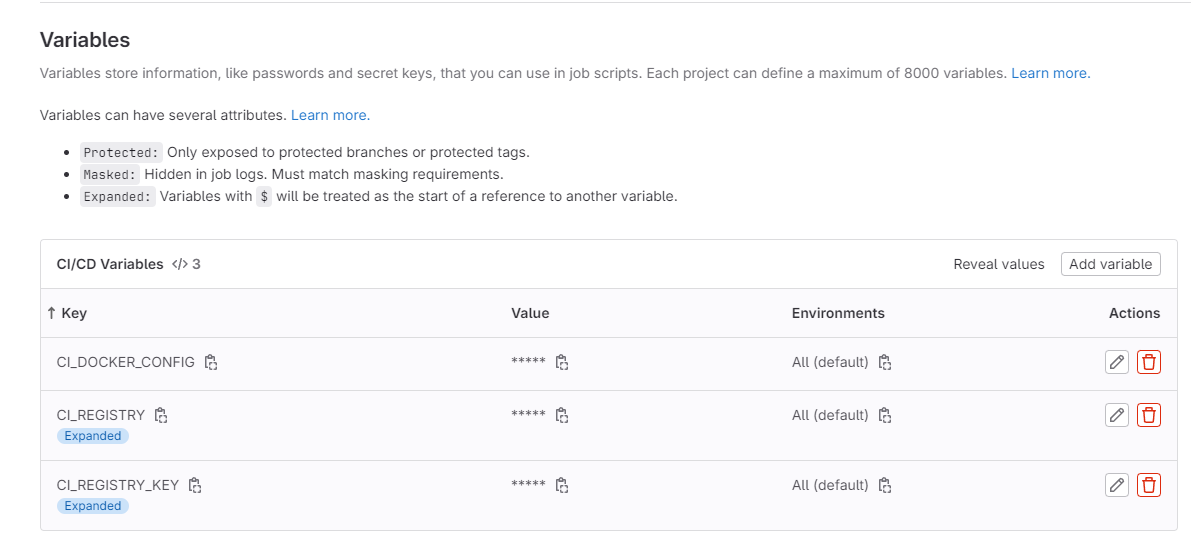 Variables
Variables store information, like passwords and secret keys, that you can use in job scripts. Each project can define a maximum of 8000 variables. Learn more.
Variables can have several attributes. Learn more.
Protected: Only exposed to protected branches or protected tags.
Masked: Hidden in job logs. Must match masking requirements.
Expanded: Variables with $ will be treated as the start of a reference to another variable.
CI/CD Variables </> 3 Reveal values Add variable
↑ Key Value Environments Actions
CI_DOCKER_CONFIG ***** All (default)
CI_REGISTRY ***** All (default)
Expanded
CI_REGISTRY_KEY ***** All (default)
Expanded